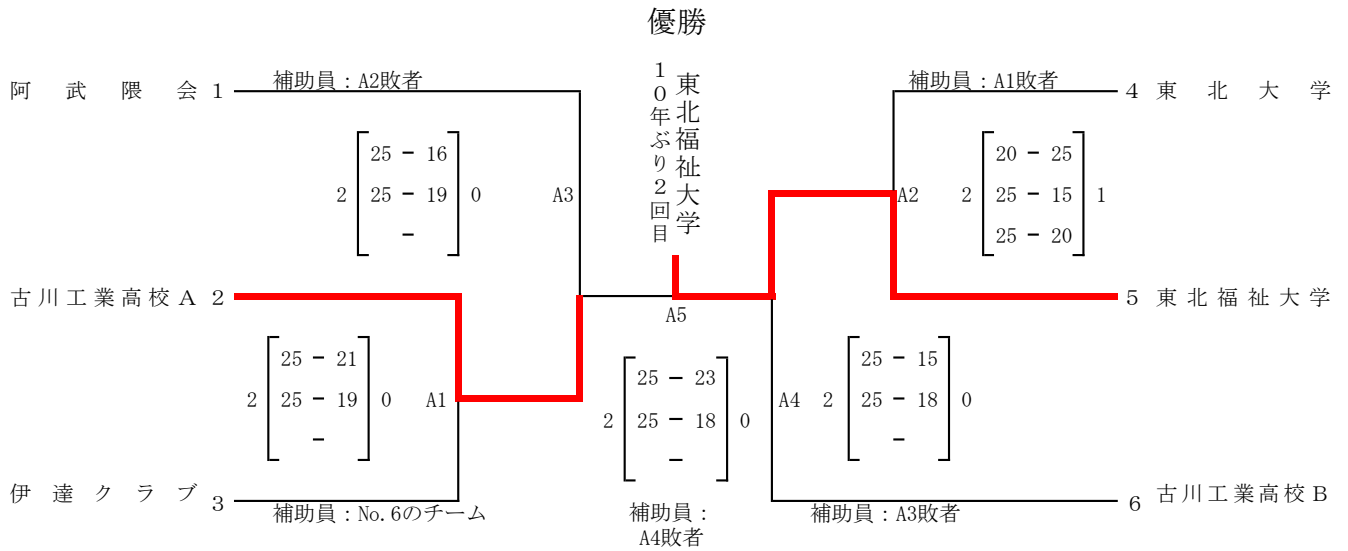 優勝
東北福祉大学
10年ぶり2回目
阿武隈会 1
補助員：A2敗者
25 - 16
2 25 - 19 0
-
A3
古川工業高校A 2
25 - 21
2 25 - 19 0
-
A1
伊達クラブ 3
補助員：No.6のチーム
A5
25 - 23
2 25 - 18 0
-
補助員：
A4敗者
補助員：A1敗者
4 東北大学
A2
20 - 25
2 25 - 15 1
25 - 20
5 東北福祉大学
A4
25 - 15
2 25 - 18 0
-
補助員：A3敗者
6 古川工業高校B